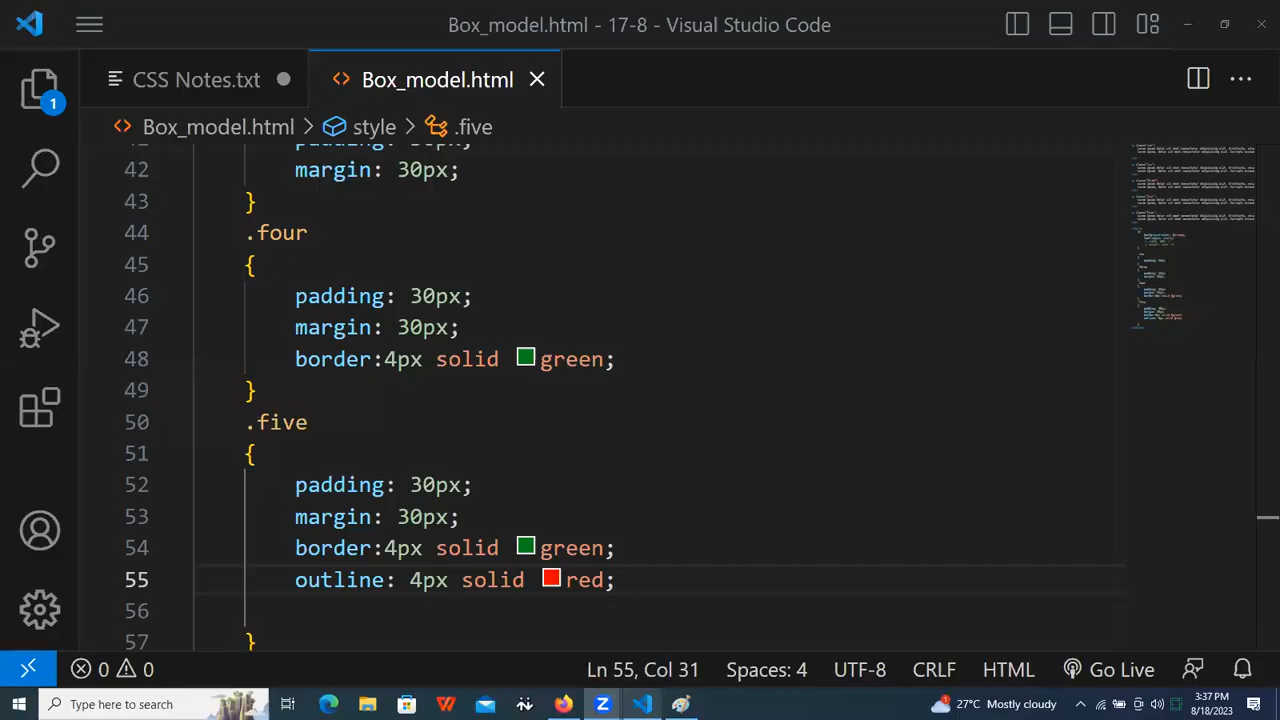 Box_model.html - 17-8 - Visual Studio Code
CSS Notes.txt
Box_model.html
1
Box_model.html > style > .five
42 margin: 30px;
43 }
44 .four
45 {
46 padding: 30px;
47 margin: 30px;
48 border:4px solid green;
49 }
50 .five
51 {
52 padding: 30px;
53 margin: 30px;
54 border:4px solid green;
55 outline: 4px solid red;
56
57 }
0 0 Ln 55, Col 31 Spaces: 4 UTF-8 CRLF HTML Go Live
Type here to search
27°C Mostly cloudy
3:37 PM
8/18/2023